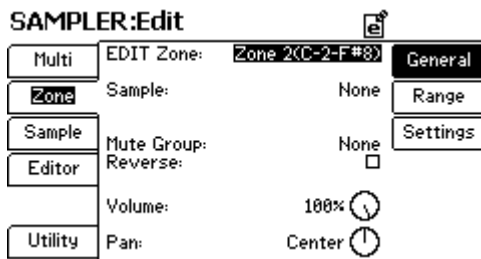 SAMPLER:Edit e
Multi
Zone
Sample
Editor
Utility
EDIT Zone: Zone 2(C-2-F#8)
Sample: None
Mute Group: None
Reverse:
Volume: 100%
Pan: Center
General
Range
Settings